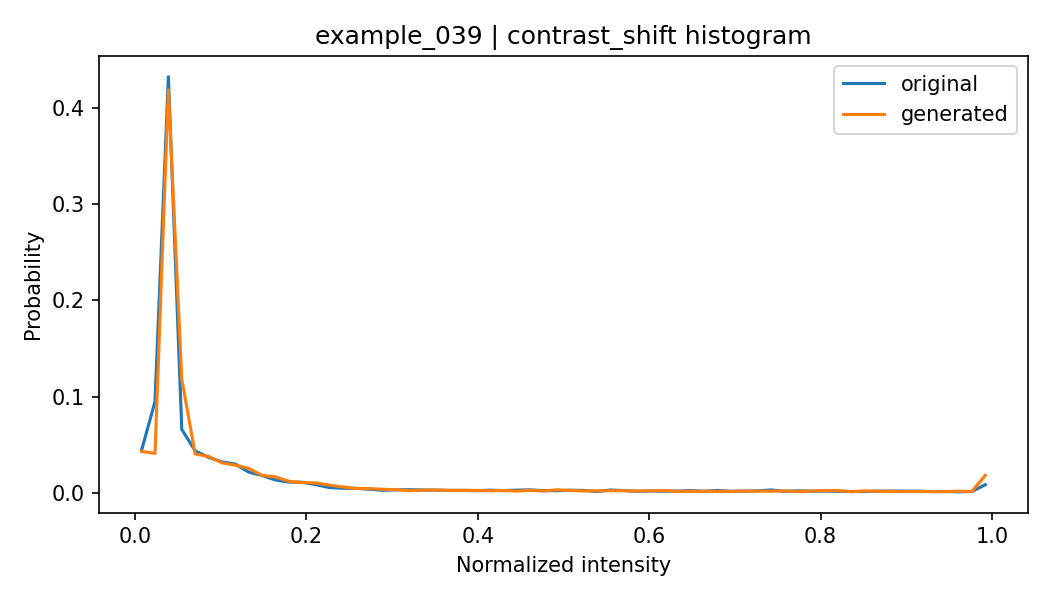 example_039 | contrast_shift histogram
original
generated
Probability
0.4
0.3
0.2
0.1
0.0
0.0 0.2 0.4 0.6 0.8 1.0
Normalized intensity